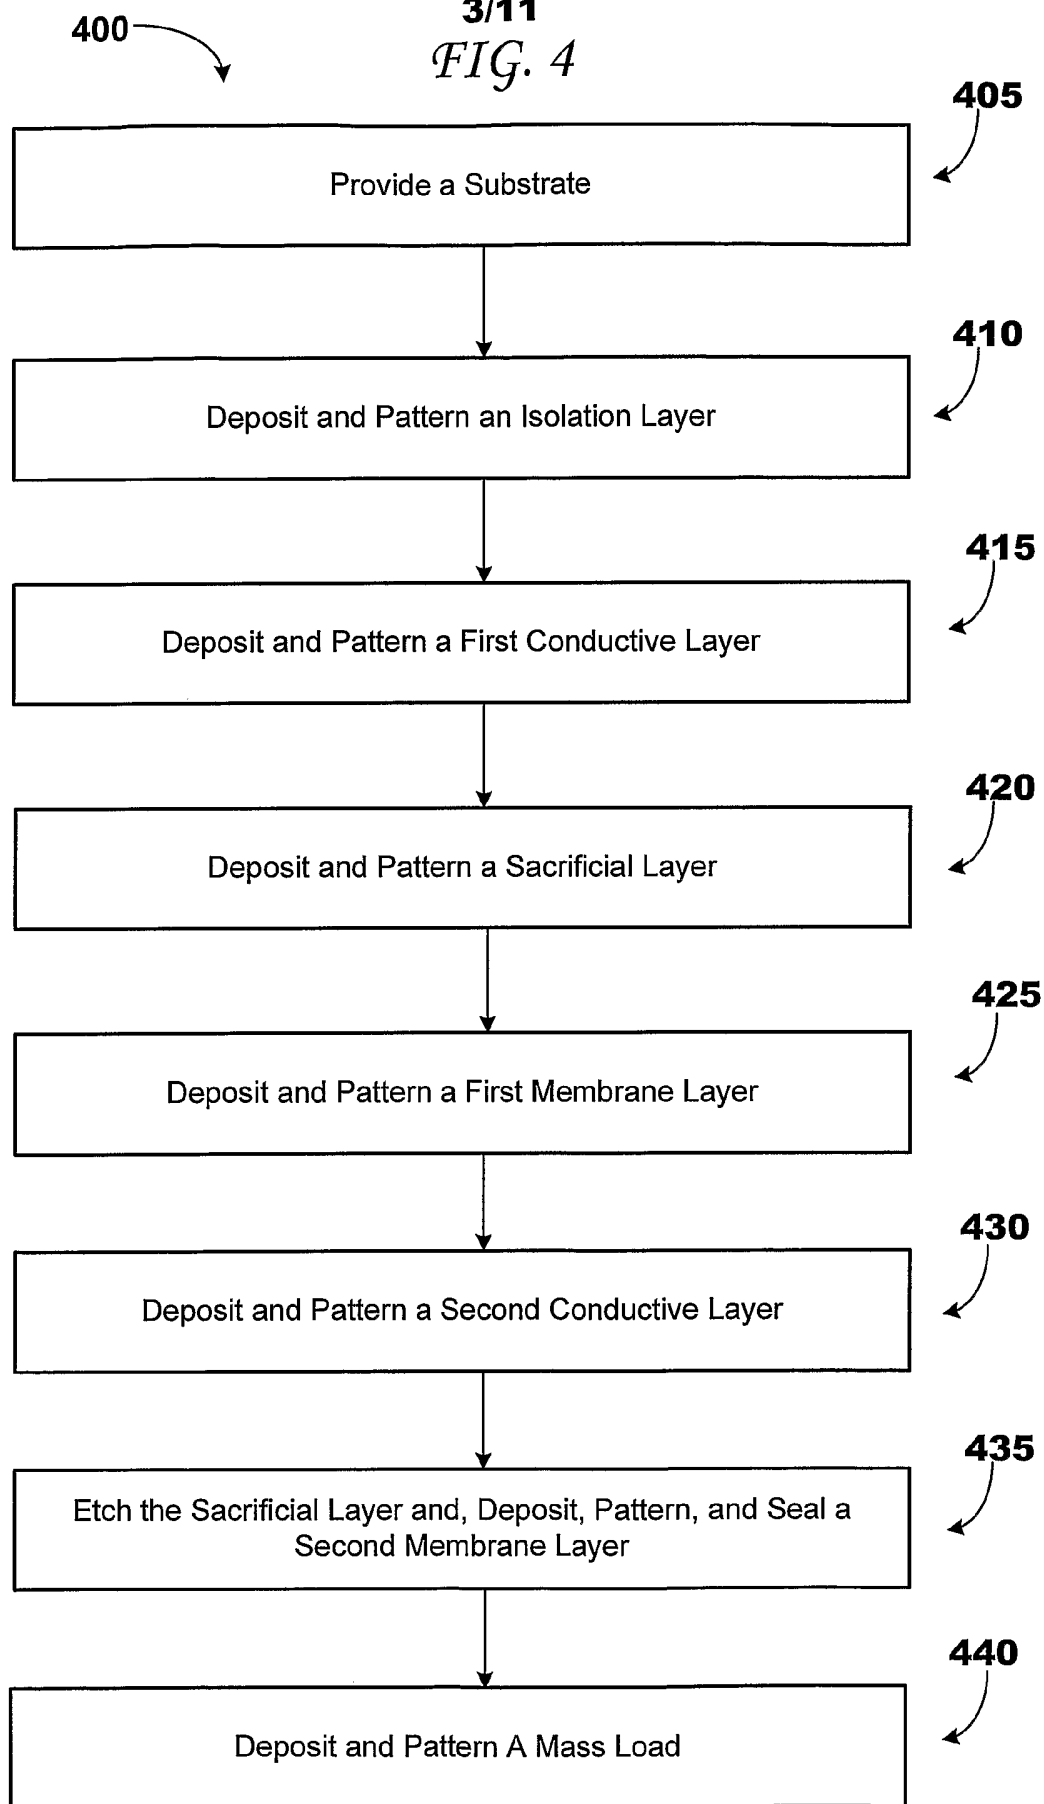 3/11
400
FIG. 4
405
Provide a Substrate
410
Deposit and Pattern an Isolation Layer
415
Deposit and Pattern a First Conductive Layer
420
Deposit and Pattern a Sacrificial Layer
425
Deposit and Pattern a First Membrane Layer
430
Deposit and Pattern a Second Conductive Layer
435
Etch the Sacrificial Layer and, Deposit, Pattern, and Seal a
Second Membrane Layer
440
Deposit and Pattern A Mass Load